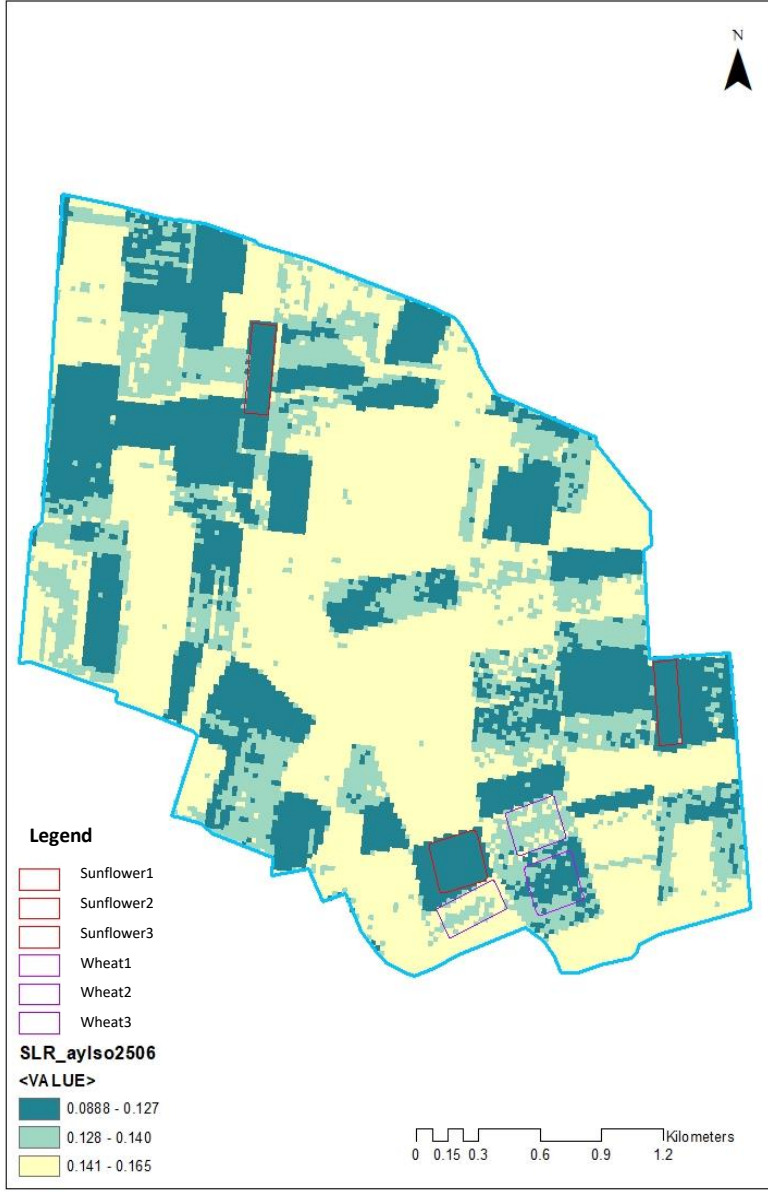 N
Legend
Sunflower1
Sunflower2
Sunflower3
Wheat1
Wheat2
Wheat3
SLR_aylso2506
<VALUE>
0.0888 - 0.127
0.128 - 0.140
0.141 - 0.165
Kilometers
0 0.15 0.3 0.6 0.9 1.2